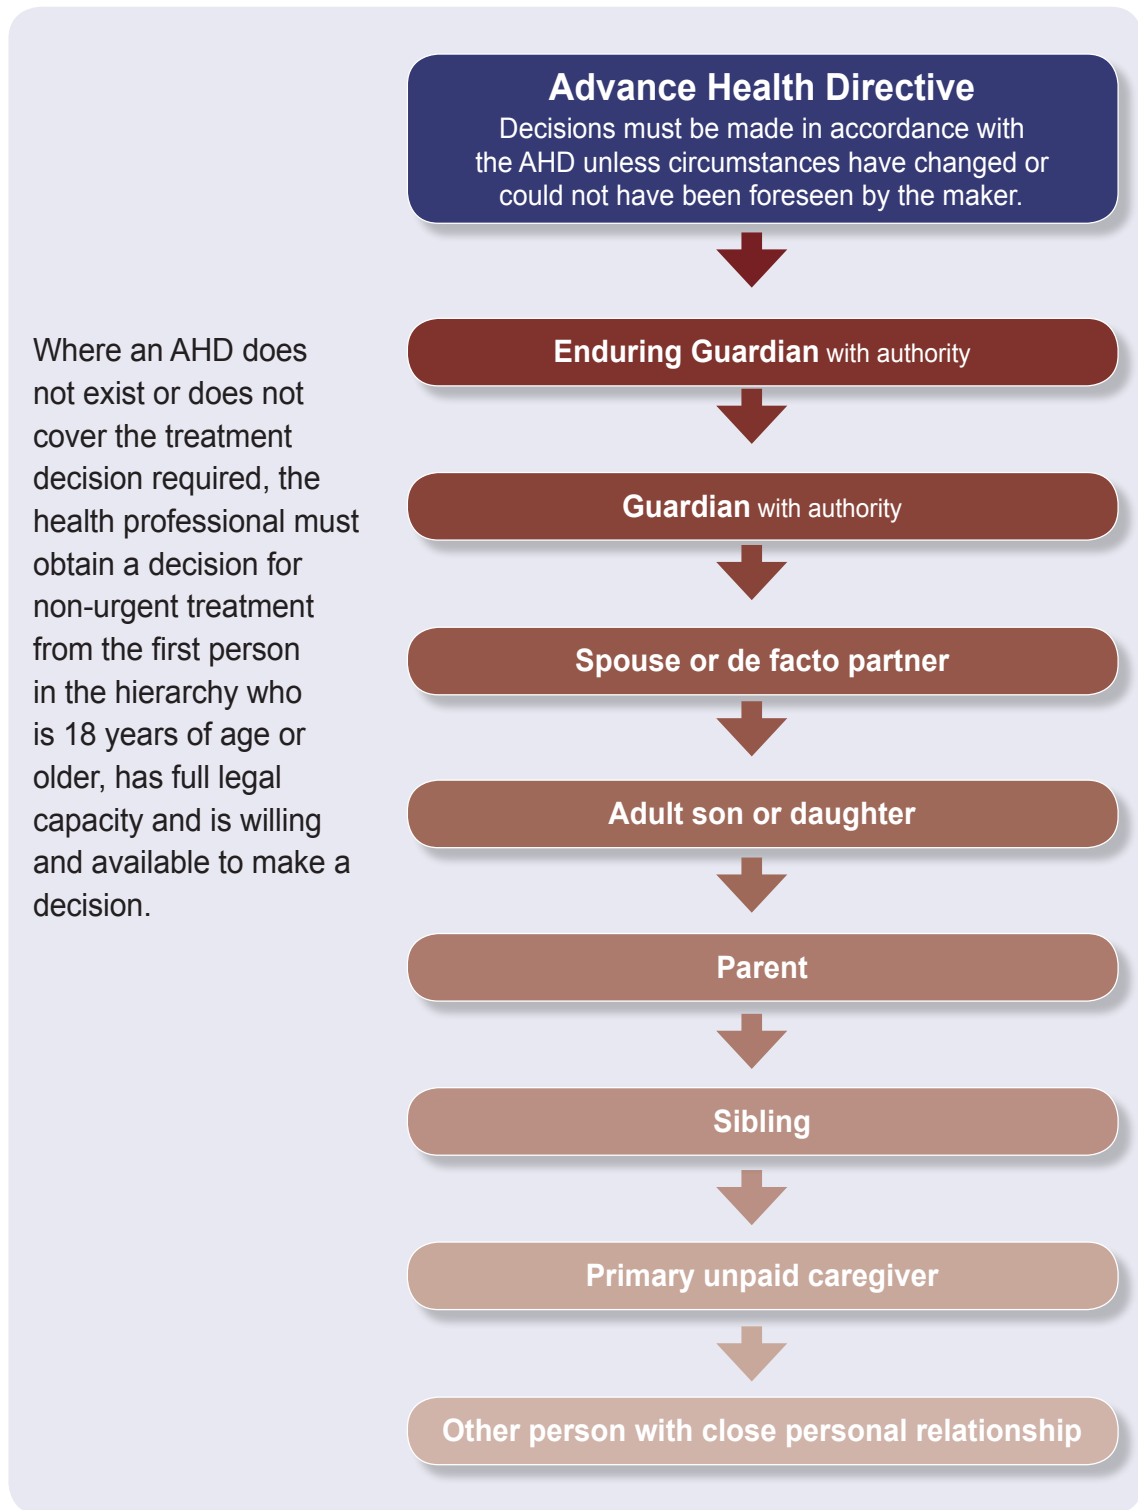 Advance Health Directive
Decisions must be made in accordance with
the AHD unless circumstances have changed or
could not have been foreseen by the maker.
Where an AHD does
not exist or does not
cover the treatment
decision required, the
health professional must
obtain a decision for
non-urgent treatment
from the first person
in the hierarchy who
is 18 years of age or
older, has full legal
capacity and is willing
and available to make a
decision.
Enduring Guardian with authority
Guardian with authority
Spouse or de facto partner
Adult son or daughter
Parent
Sibling
Primary unpaid caregiver
Other person with close personal relationship